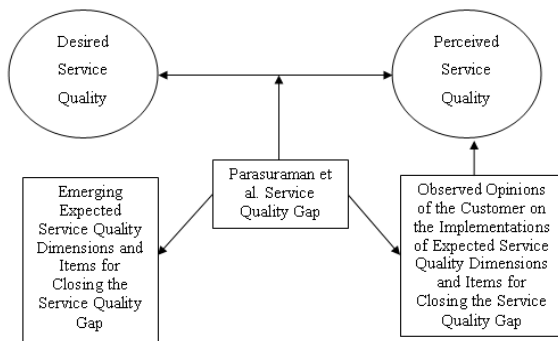 Desired
Service
Quality
Perceived
Service
Quality
Parasuraman et
al. Service
Quality Gap
Emerging
Expected
Service Quality
Dimensions and
Items for
Closing the
Service Quality
Gap
Observed Opinions
of the Customer on
the Implementations
of Expected Service
Quality Dimensions
and Items for
Closing the Service
Quality Gap